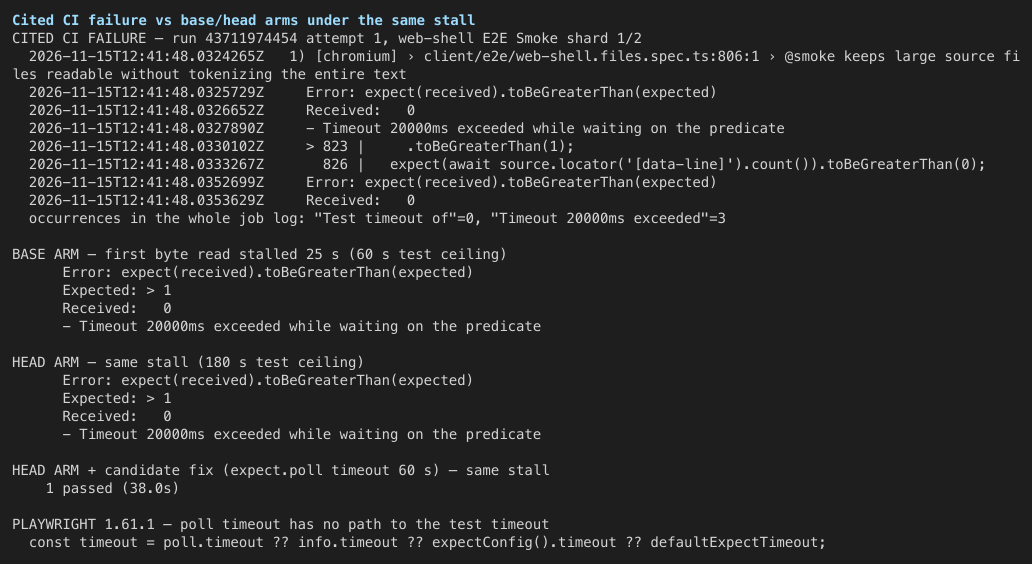 Cited CI failure vs base/head arms under the same stall
CITED CI FAILURE — run 43711974454 attempt 1, web-shell E2E Smoke shard 1/2
2026-11-15T12:41:48.0324265Z   1) [chromium] › client/e2e/web-shell.files.spec.ts:806:1 › @smoke keeps large source fi
les readable without tokenizing the entire text
2026-11-15T12:41:48.0325729Z     Error: expect(received).toBeGreaterThan(expected)
2026-11-15T12:41:48.0326652Z     Received:   0
2026-11-15T12:41:48.0327890Z     – Timeout 20000ms exceeded while waiting on the predicate
2026-11-15T12:41:48.0330102Z     > 823 |     .toBeGreaterThan(1);
2026-11-15T12:41:48.0333267Z       826 |   expect(await source.locator('[data-line]').count()).toBeGreaterThan(0);
2026-11-15T12:41:48.0352699Z     Error: expect(received).toBeGreaterThan(expected)
2026-11-15T12:41:48.0353629Z     Received:   0
occurrences in the whole job log: "Test timeout of"=0, "Timeout 20000ms exceeded"=3
BASE ARM — first byte read stalled 25 s (60 s test ceiling)
Error: expect(received).toBeGreaterThan(expected)
Expected: > 1
Received:   0
– Timeout 20000ms exceeded while waiting on the predicate
HEAD ARM — same stall (180 s test ceiling)
Error: expect(received).toBeGreaterThan(expected)
Expected: > 1
Received:   0
– Timeout 20000ms exceeded while waiting on the predicate
HEAD ARM + candidate fix (expect.poll timeout 60 s) — same stall
1 passed (38.0s)
PLAYWRIGHT 1.61.1 — poll timeout has no path to the test timeout
const timeout = poll.timeout ?? info.timeout ?? expectConfig().timeout ?? defaultExpectTimeout;